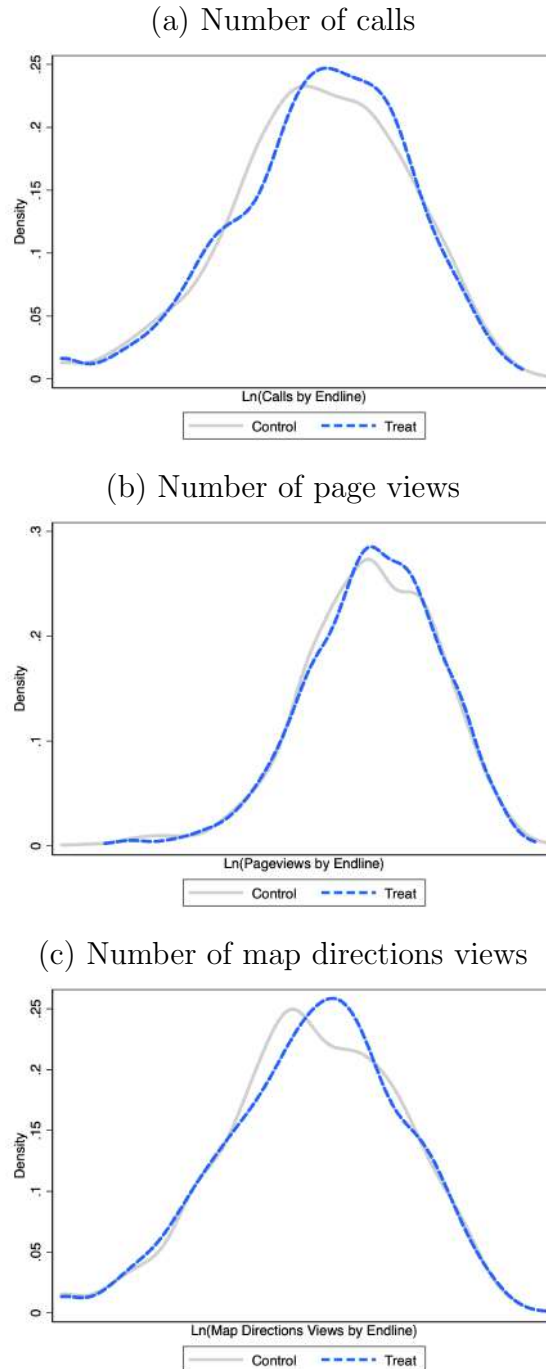 (a) Number of calls
.25
.2
.15
.1
.05
0
Density
Ln(Calls by Endline)
Control Treat
(b) Number of page views
.3
.2
.1
0
Density
Ln(Pageviews by Endline)
Control Treat
(c) Number of map directions views
.25
.2
.15
.1
.05
0
Density
Ln(Map Directions Views by Endline)
Control Treat